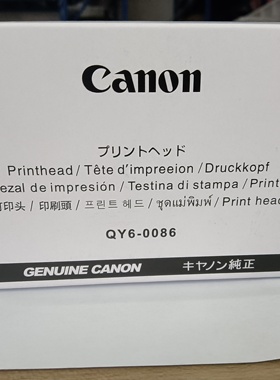 Canon
プリントヘッド
Printhead / Tête d'impreeion / Druckkopf
ezal de impresión / Testina di stampa / Print
印头 / 印刷頭 / 프린트 헤드 / ชุดแม่พิมพ์ / Print head
QY6-0086
GENUINE CANON キヤノン純正